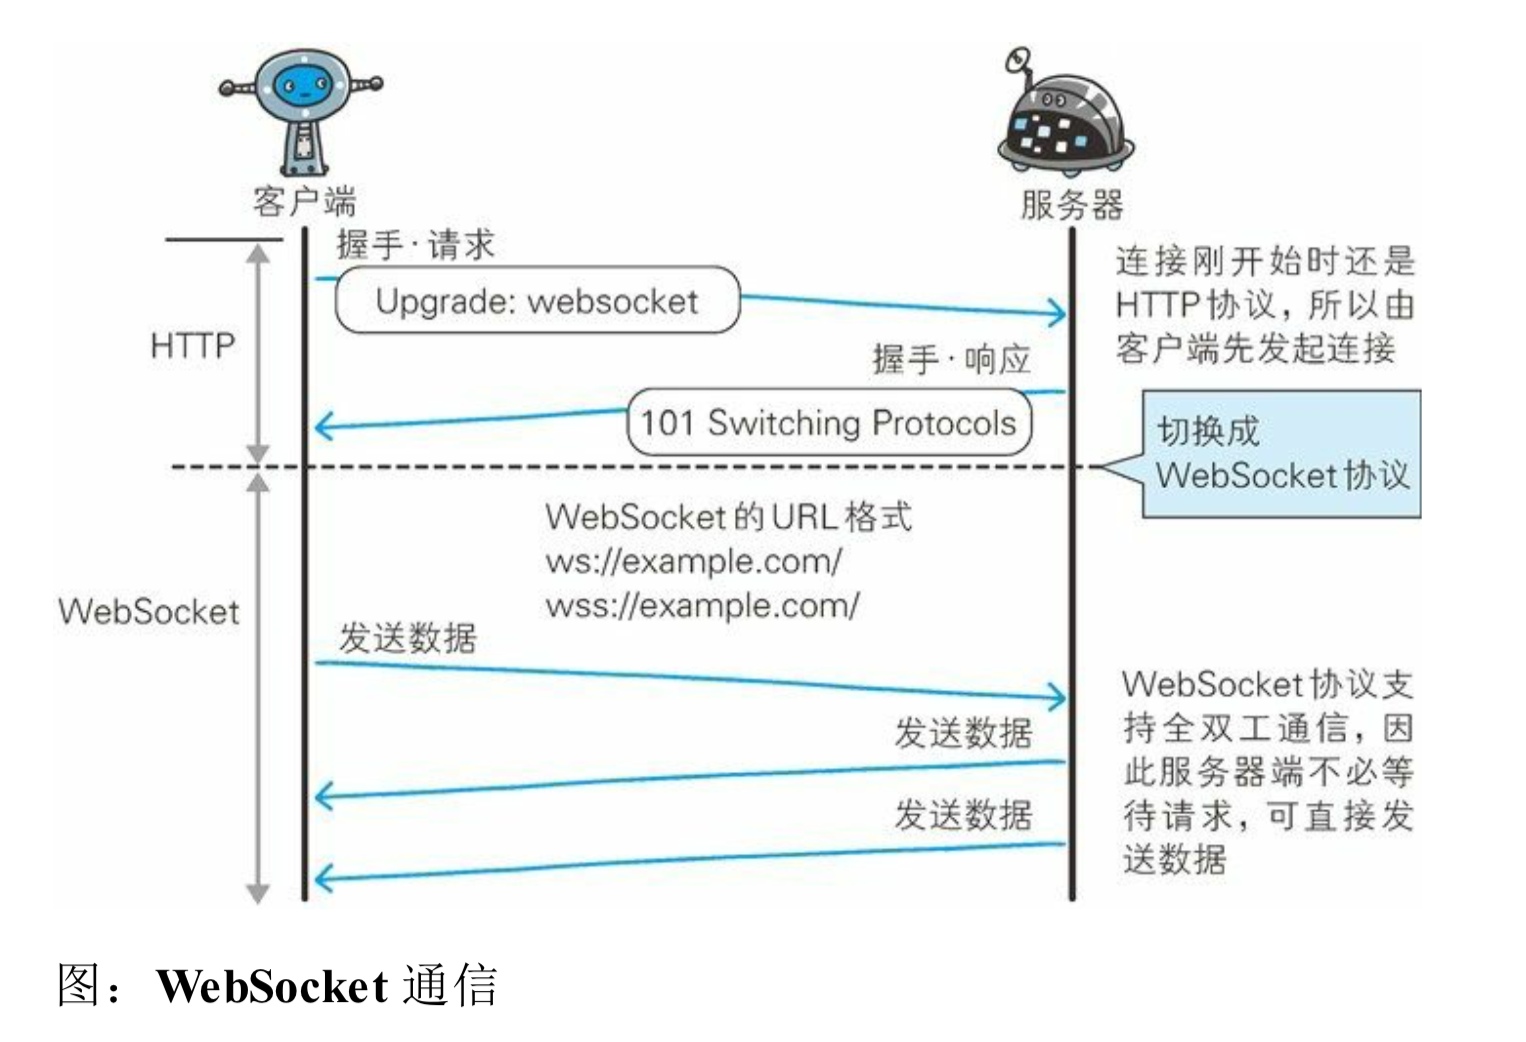 客户端
服务器
握手·请求
Upgrade: websocket
连接刚开始时还是
HTTP协议，所以由
客户端先发起连接
HTTP
握手·响应
101 Switching Protocols
切换成
WebSocket协议
WebSocket的URL格式
ws://example.com/
wss://example.com/
WebSocket
发送数据
发送数据
发送数据
WebSocket协议支
持全双工通信，因
此服务器端不必等
待请求，可直接发
送数据
图：WebSocket 通信